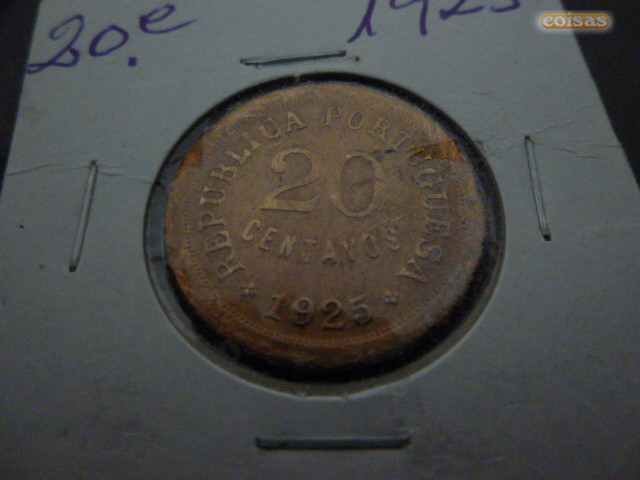 20.e 1925
coisas
REPUBLICA PORTUGUESA
20
CENTAVOS
* 1925 *